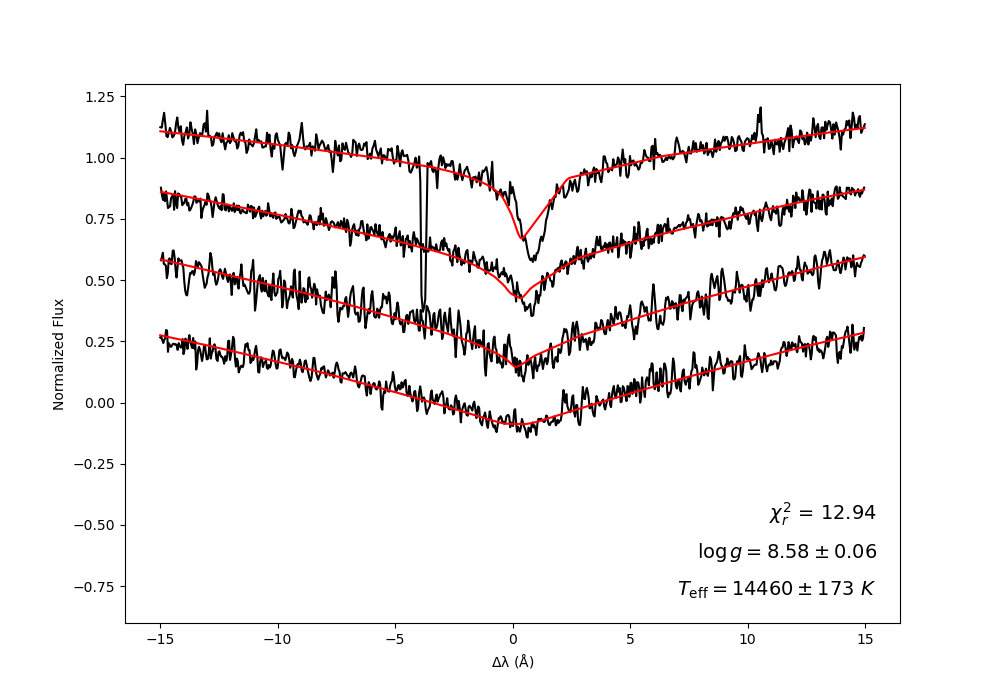 1.25
1.00
0.75
0.50
0.25
0.00
−0.25
−0.50
−0.75
Normalized Flux
χ²ᵣ = 12.94
log g = 8.58 ± 0.06
T_eff = 14460 ± 173 K
−15 −10 −5 0 5 10 15
Δλ (Å)